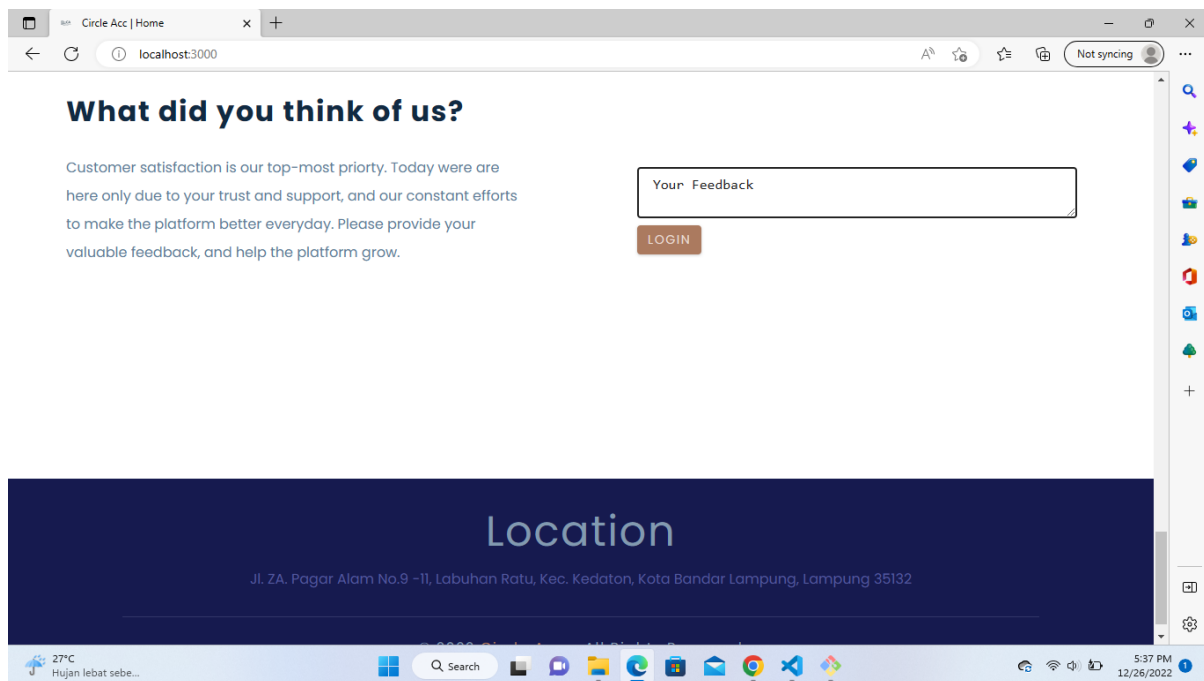 Circle Acc | Home
localhost:3000
Not syncing
What did you think of us?
Customer satisfaction is our top-most priorty. Today were are
here only due to your trust and support, and our constant efforts
to make the platform better everyday. Please provide your
valuable feedback, and help the platform grow.
Your Feedback
LOGIN
Location
Jl. ZA. Pagar Alam No.9 -11, Labuhan Ratu, Kec. Kedaton, Kota Bandar Lampung, Lampung 35132
27°C
Hujan lebat sebe...
Search
5:37 PM
12/26/2022
1